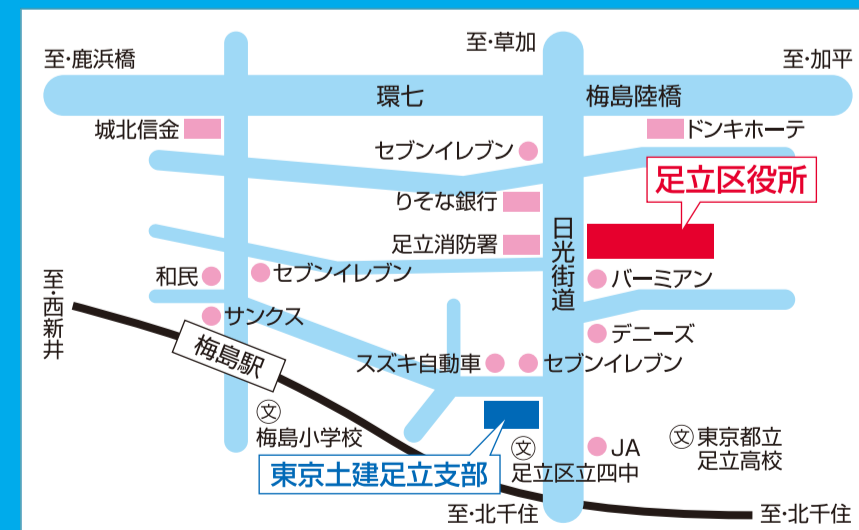 至・草加
至・鹿浜橋
至・加平
環七
梅島陸橋
城北信金
ドンキホーテ
セブンイレブン
足立区役所
りそな銀行
日光街道
足立消防署
和民
セブンイレブン
バーミアン
至・西新井
サンクス
デニーズ
梅島駅
スズキ自動車
セブンイレブン
文
梅島小学校
文
東京都立
足立高校
文
JA
東京土建足立支部
足立区立四中
至・北千住
至・北千住